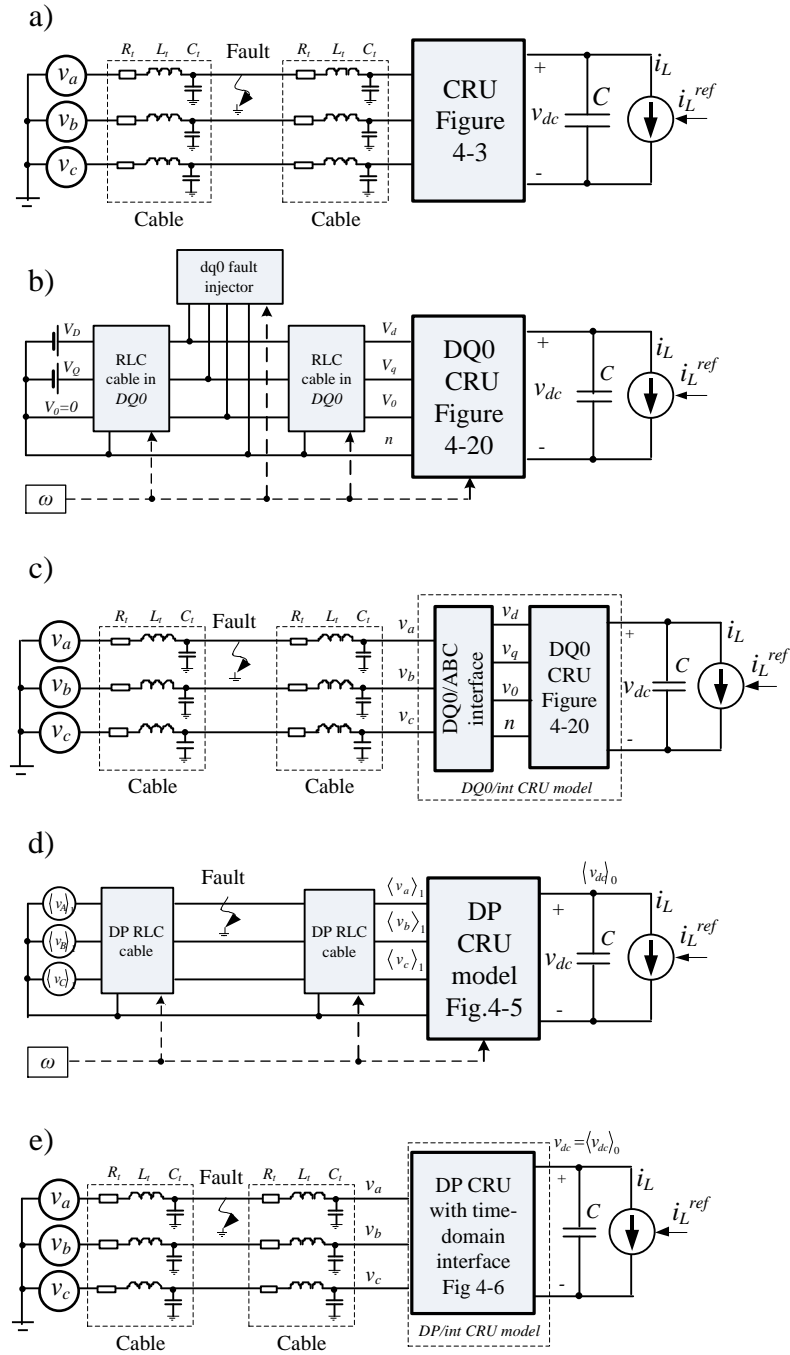 a)
R_t L_t C_t Fault R_t L_t C_t
v_a
v_b
v_c
CRU
Figure
4-3
+
v_dc
-
C
i_L
i_L^ref
Cable Cable
b)
dq0 fault
injector
V_D
V_Q
V_0=0
RLC
cable in
DQ0
RLC
cable in
DQ0
V_d
V_q
V_0
n
DQ0
CRU
Figure
4-20
+
v_dc
-
C
i_L
i_L^ref
ω
c)
R_t L_t C_t Fault R_t L_t C_t
v_a
v_b
v_c
v_a
v_b
v_c
DQ0/ABC
interface
v_d
v_q
v_0
n
DQ0
CRU
Figure
4-20
+
v_dc
-
C
i_L
i_L^ref
DQ0/int CRU model
Cable Cable
d)
Fault
⟨v_A⟩_1
⟨v_B⟩
⟨v_C⟩
DP RLC
cable
DP RLC
cable
⟨v_a⟩_1
⟨v_b⟩_1
⟨v_c⟩_1
DP
CRU
model
Fig.4-5
⟨v_dc⟩_0
+
v_dc
-
C
i_L
i_L^ref
ω
e)
R_t L_t C_t Fault R_t L_t C_t
v_a
v_b
v_c
v_a
v_b
v_c
DP CRU
with time-
domain
interface
Fig 4-6
v_dc=⟨v_dc⟩_0
+
-
C
i_L
i_L^ref
DP/int CRU model
Cable Cable